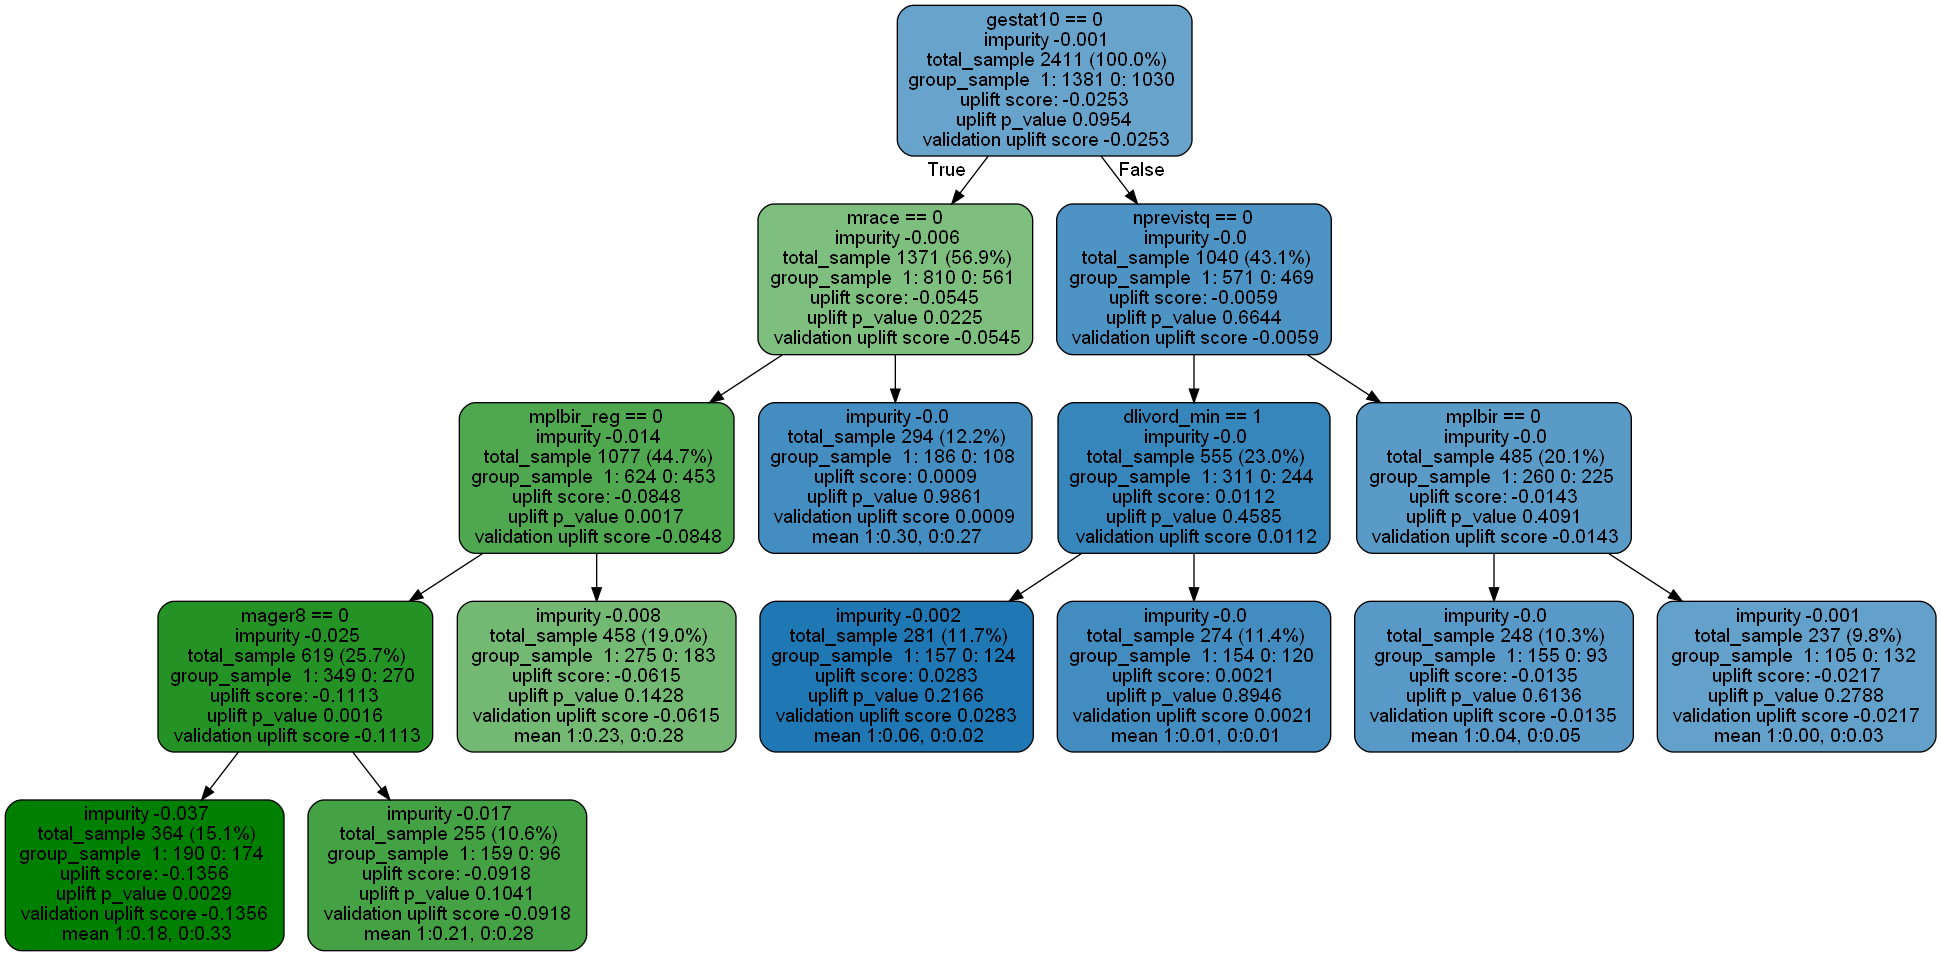 gestat10 == 0
impurity -0.001
total_sample 2411 (100.0%)
group_sample 1: 1381 0: 1030
uplift score: -0.0253
uplift p_value 0.0954
validation uplift score -0.0253
True
False
mrace == 0
impurity -0.006
total_sample 1371 (56.9%)
group_sample 1: 810 0: 561
uplift score: -0.0545
uplift p_value 0.0225
validation uplift score -0.0545
nprevistq == 0
impurity -0.0
total_sample 1040 (43.1%)
group_sample 1: 571 0: 469
uplift score: -0.0059
uplift p_value 0.6644
validation uplift score -0.0059
mplbir_reg == 0
impurity -0.014
total_sample 1077 (44.7%)
group_sample 1: 624 0: 453
uplift score: -0.0848
uplift p_value 0.0017
validation uplift score -0.0848
impurity -0.0
total_sample 294 (12.2%)
group_sample 1: 186 0: 108
uplift score: 0.0009
uplift p_value 0.9861
validation uplift score 0.0009
mean 1:0.30, 0:0.27
dlivord_min == 1
impurity -0.0
total_sample 555 (23.0%)
group_sample 1: 311 0: 244
uplift score: 0.0112
uplift p_value 0.4585
validation uplift score 0.0112
mplbir == 0
impurity -0.0
total_sample 485 (20.1%)
group_sample 1: 260 0: 225
uplift score: -0.0143
uplift p_value 0.4091
validation uplift score -0.0143
mager8 == 0
impurity -0.025
total_sample 619 (25.7%)
group_sample 1: 349 0: 270
uplift score: -0.1113
uplift p_value 0.0016
validation uplift score -0.1113
impurity -0.008
total_sample 458 (19.0%)
group_sample 1: 275 0: 183
uplift score: -0.0615
uplift p_value 0.1428
validation uplift score -0.0615
mean 1:0.23, 0:0.28
impurity -0.002
total_sample 281 (11.7%)
group_sample 1: 157 0: 124
uplift score: 0.0283
uplift p_value 0.2166
validation uplift score 0.0283
mean 1:0.06, 0:0.02
impurity -0.0
total_sample 274 (11.4%)
group_sample 1: 154 0: 120
uplift score: 0.0021
uplift p_value 0.8946
validation uplift score 0.0021
mean 1:0.01, 0:0.01
impurity -0.0
total_sample 248 (10.3%)
group_sample 1: 155 0: 93
uplift score: -0.0135
uplift p_value 0.6136
validation uplift score -0.0135
mean 1:0.04, 0:0.05
impurity -0.001
total_sample 237 (9.8%)
group_sample 1: 105 0: 132
uplift score: -0.0217
uplift p_value 0.2788
validation uplift score -0.0217
mean 1:0.00, 0:0.03
impurity -0.037
total_sample 364 (15.1%)
group_sample 1: 190 0: 174
uplift score: -0.1356
uplift p_value 0.0029
validation uplift score -0.1356
mean 1:0.18, 0:0.33
impurity -0.017
total_sample 255 (10.6%)
group_sample 1: 159 0: 96
uplift score: -0.0918
uplift p_value 0.1041
validation uplift score -0.0918
mean 1:0.21, 0:0.28